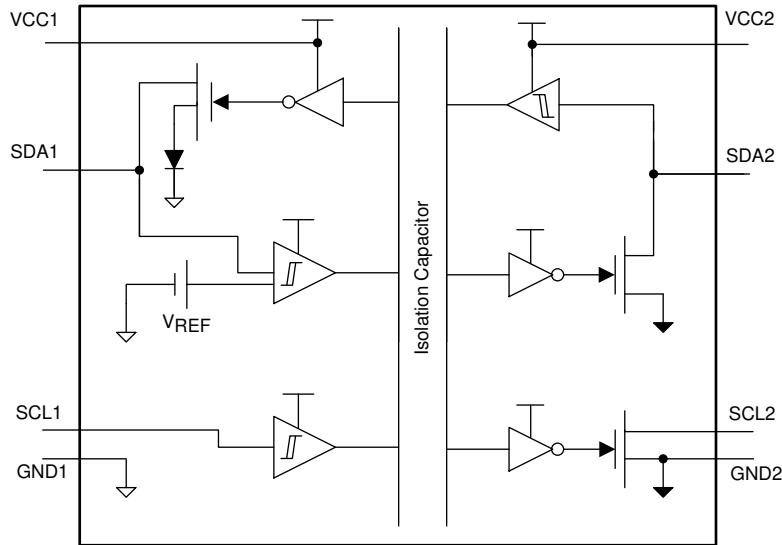 VCC1
VCC2
SDA1
SDA2
Isolation Capacitor
VREF
SCL1
SCL2
GND1
GND2